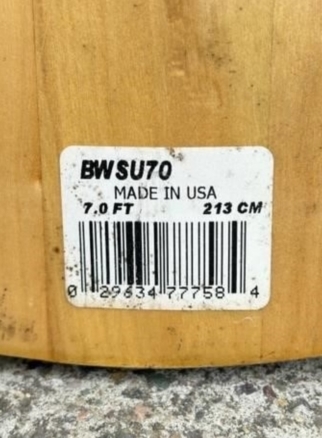 BWSU70
MADE IN USA
7.0 FT 213 CM
0 29634 77758 4